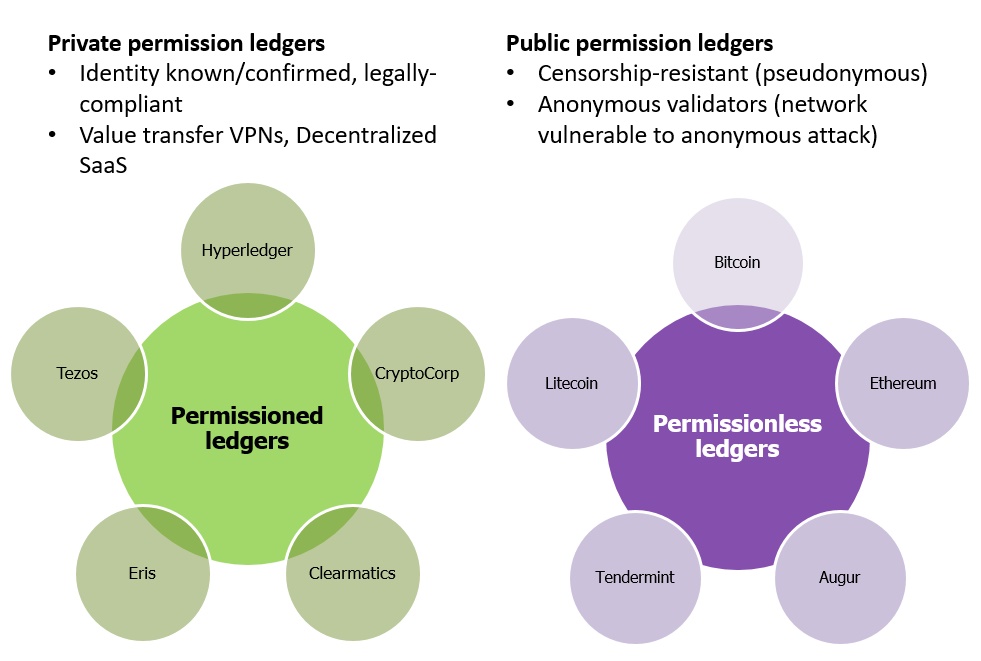 Private permission ledgers
• Identity known/confirmed, legally-
compliant
• Value transfer VPNs, Decentralized
SaaS
Hyperledger
Tezos
CryptoCorp
Permissioned
ledgers
Eris
Clearmatics
Public permission ledgers
• Censorship-resistant (pseudonymous)
• Anonymous validators (network
vulnerable to anonymous attack)
Bitcoin
Litecoin
Ethereum
Permissionless
ledgers
Tendermint
Augur